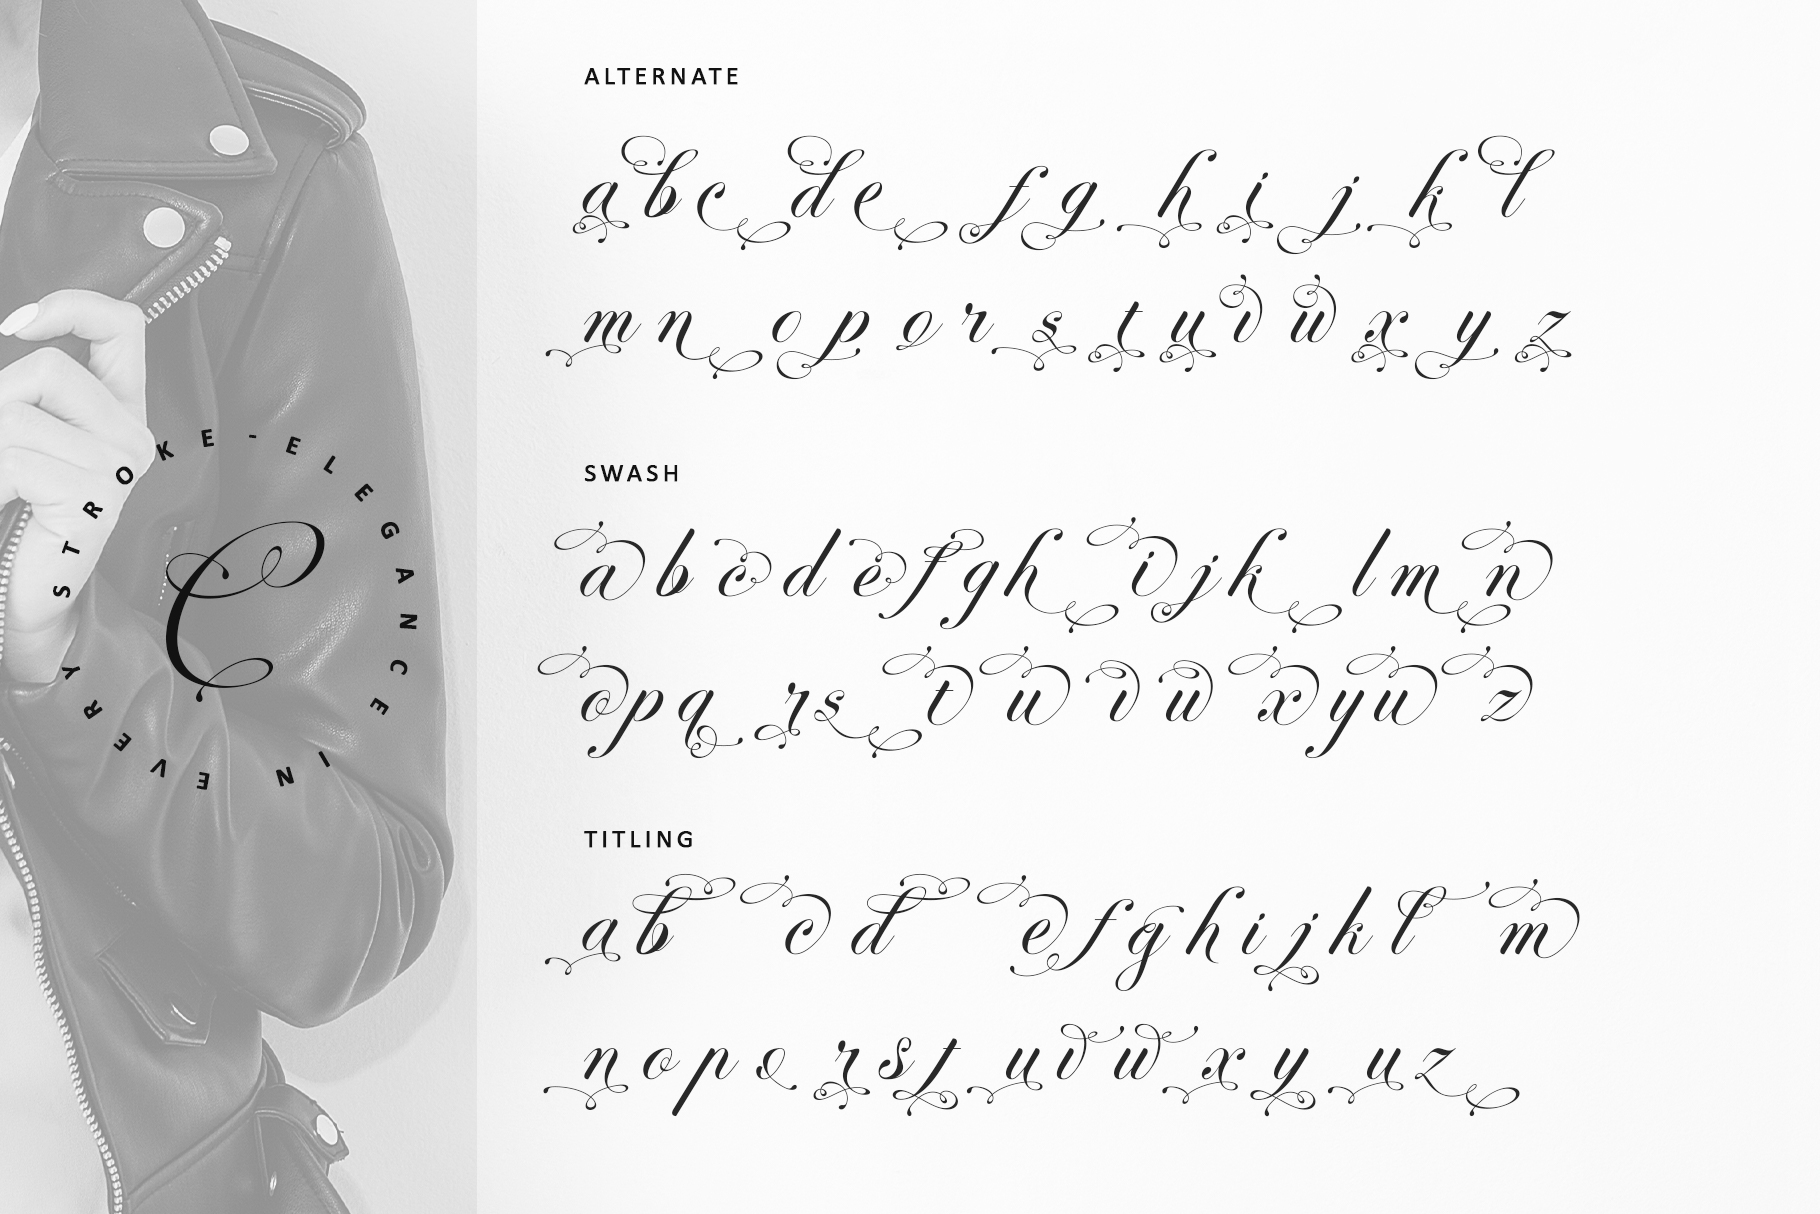 ALTERNATE
a b c d e f g h i j k l
m n o p o r s t u v w x y z
SWASH
a b c d e f g h i j k l m n
o p q r s t u v w x y u z
TITLING
a b c d e f g h i j k l m
n o p o r s t u v w x y u z
IN EVERY STROKE-ELEGANCE
C